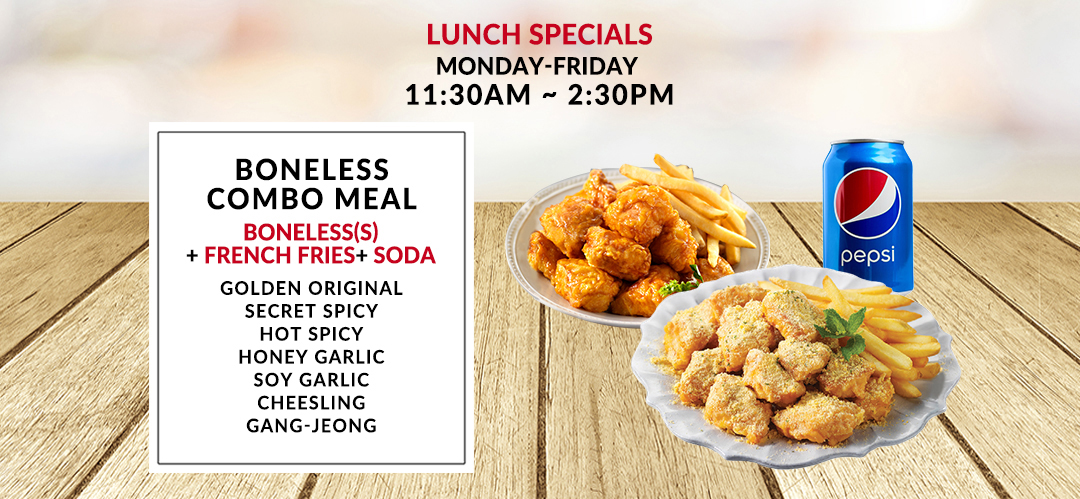 LUNCH SPECIALS
MONDAY-FRIDAY
11:30AM ~ 2:30PM
BONELESS
COMBO MEAL
BONELESS(S)
+ FRENCH FRIES+ SODA
GOLDEN ORIGINAL
SECRET SPICY
HOT SPICY
HONEY GARLIC
SOY GARLIC
CHEESLING
GANG-JEONG
pepsi